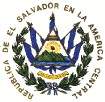 REPUBLICA DE EL SALVADOR EN LA AMERICA CENTRAL